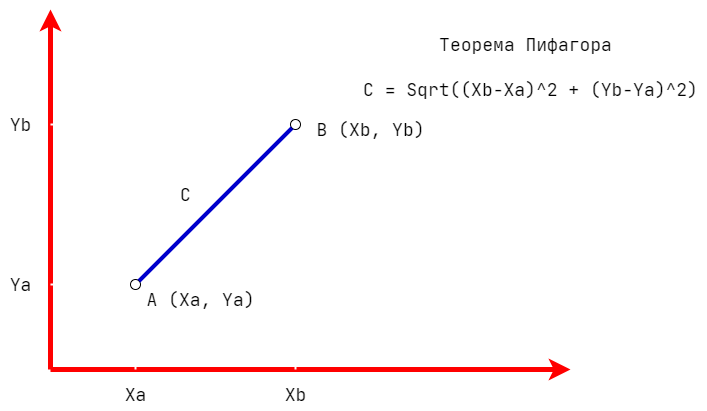 Теорема Пифагора
C = Sqrt((Xb-Xa)^2 + (Yb-Ya)^2)
Yb
B (Xb, Yb)
C
Ya
A (Xa, Ya)
Xa
Xb